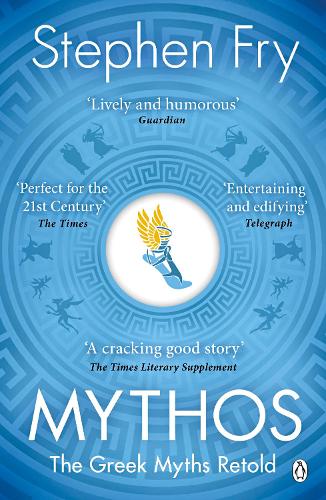 Stephen Fry
‘Lively and humorous’
Guardian
‘Perfect for the
21st Century’
The Times
‘Entertaining
and edifying’
Telegraph
‘A cracking good story’
The Times Literary Supplement
MYTHOS
The Greek Myths Retold